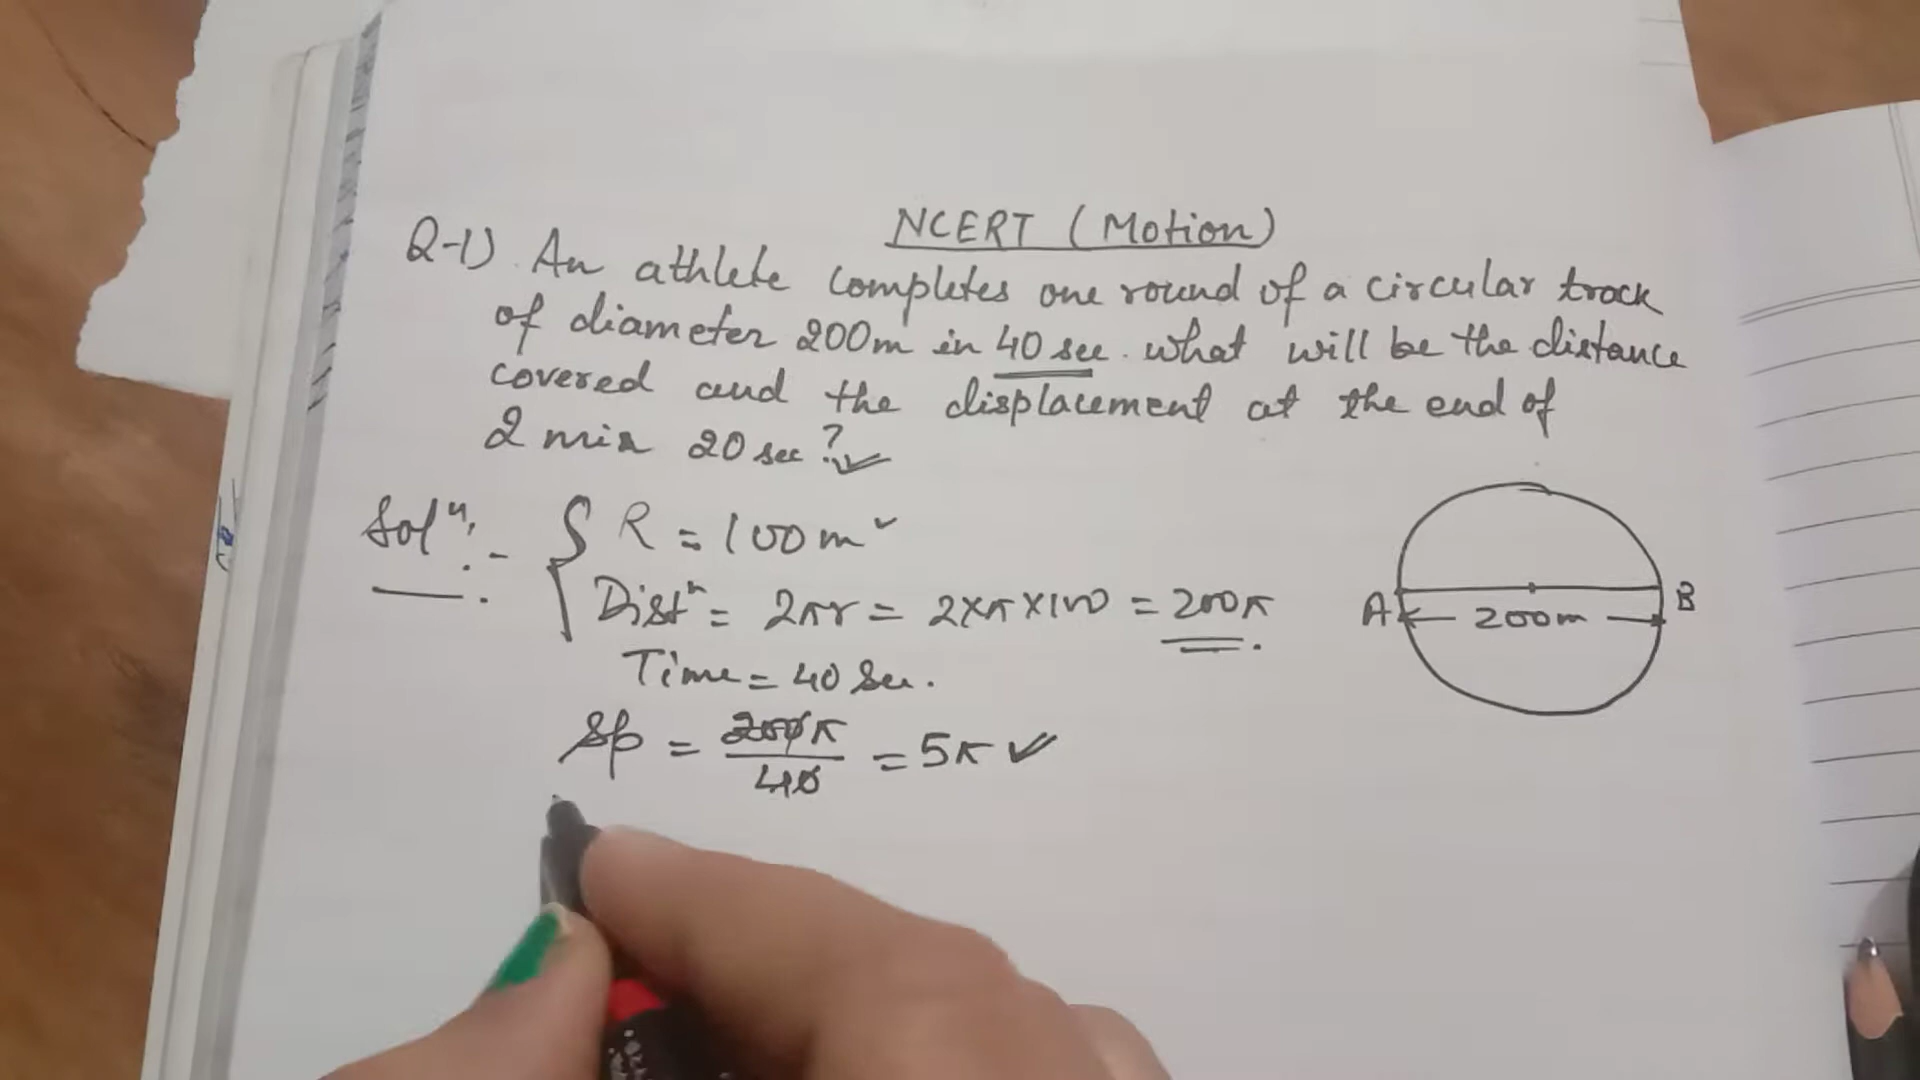 NCERT (Motion)
Q-1) An athlete completes one round of a circular track
of diameter 200m in 40 sec. what will be the distance
covered and the displacement at the end of
2 min 20 sec?
Solⁿ:-
R = 100m
Distⁿ = 2πr = 2×π×100 = 200π
Time = 40 Sec.
Sp = 200π/40 = 5π
A 200m B